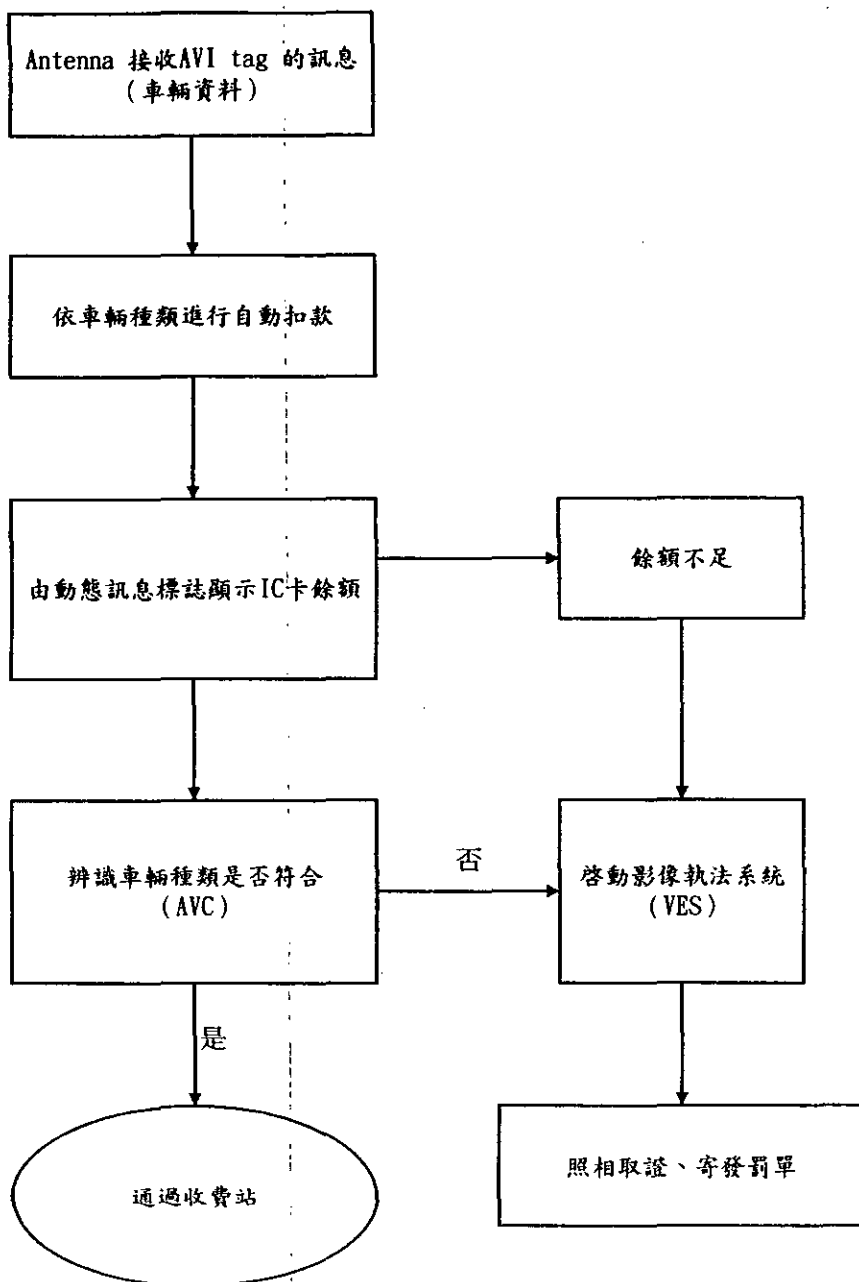 Antenna 接收AVI tag 的訊息
(車輛資料)
依車輛種類進行自動扣款
由動態訊息標誌顯示IC卡餘額
餘額不足
辨識車輛種類是否符合
(AVC)
否
啓動影像執法系統
(VES)
是
通過收費站
照相取證、寄發罰單